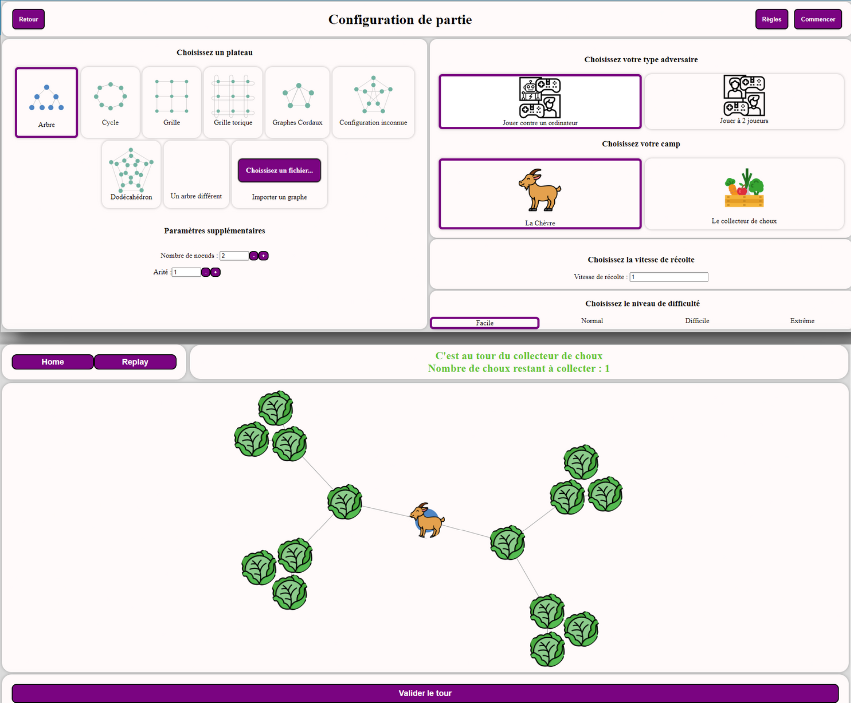 Retour
Configuration de partie
Règles
Commencer
Choisissez un plateau
Arbre
Cycle
Grille
Grille torique
Graphes Cordaux
Configuration inconnue
Dodécahédron
Un arbre différent
Choisissez un fichier...
Importer un graphe
Paramètres supplémentaires
Nombre de noeuds : 2 - +
Arité : 1 - +
Choisissez votre type adversaire
Jouer contre un ordinateur
Jouer à 2 joueurs
Choisissez votre camp
La Chèvre
Le collecteur de choux
Choisissez la vitesse de récolte
Vitesse de récolte : 1
Choisissez le niveau de difficulté
Facile
Normal
Difficile
Extrême
Home
Replay
C'est au tour du collecteur de choux
Nombre de choux restant à collecter : 1
Valider le tour